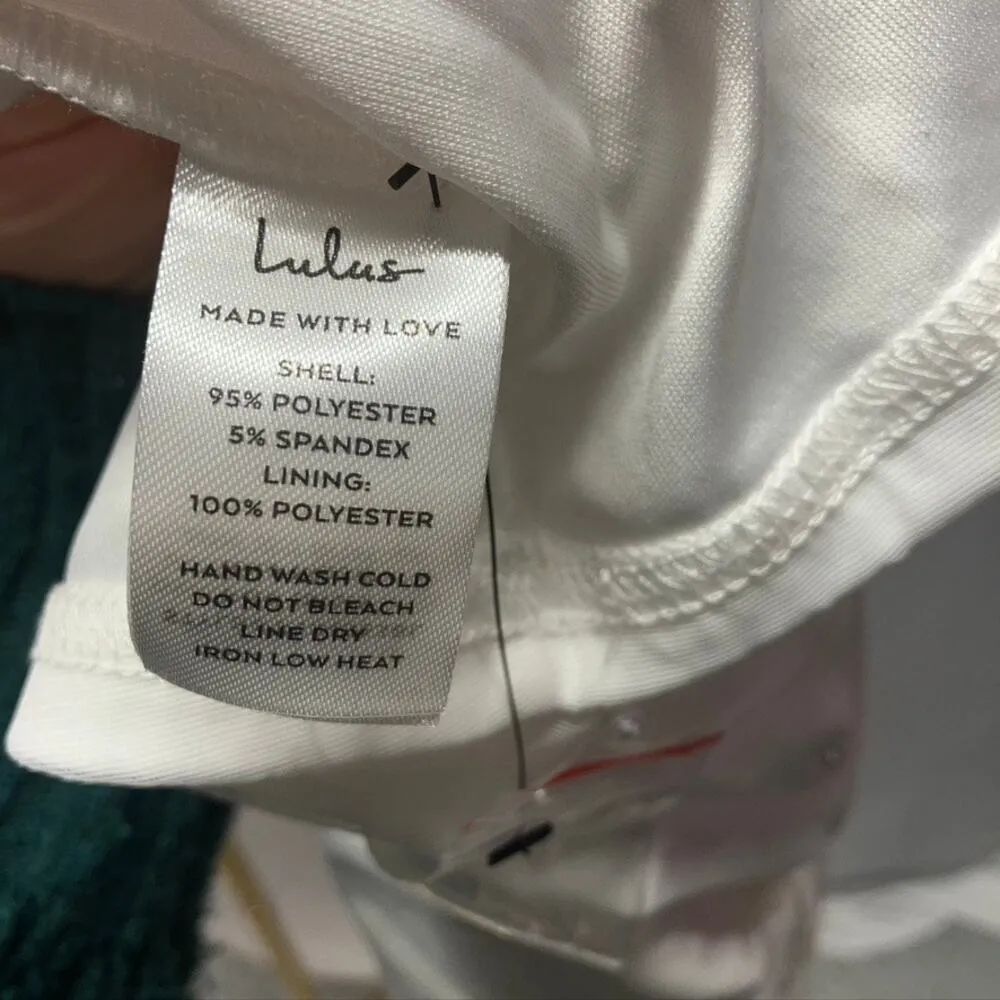 Lulus
MADE WITH LOVE
SHELL:
95% POLYESTER
5% SPANDEX
LINING:
100% POLYESTER
HAND WASH COLD
DO NOT BLEACH
LINE DRY
IRON LOW HEAT